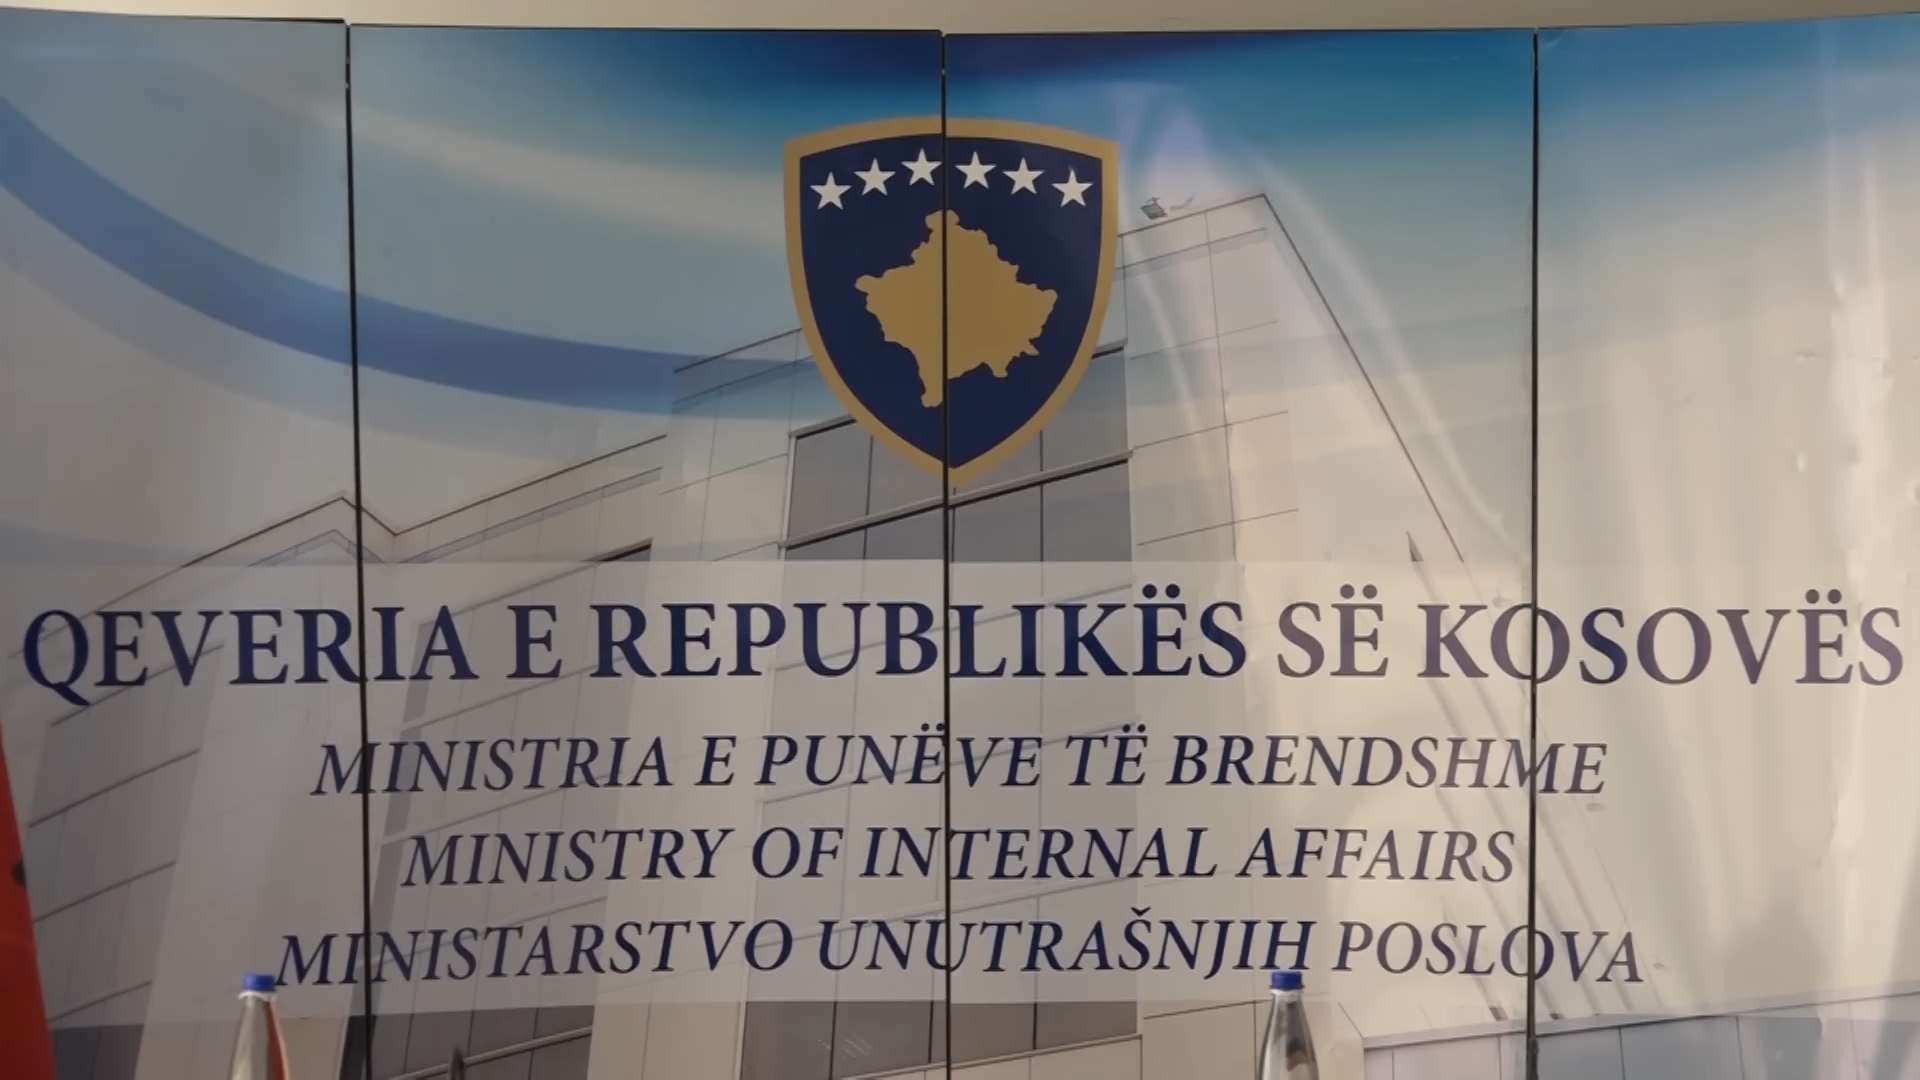 QEVERIA E REPUBLIKËS SË KOSOVËS
MINISTRIA E PUNËVE TË BRENDSHME
MINISTRY OF INTERNAL AFFAIRS
MINISTARSTVO UNUTRAŠNJIH POSLOVA